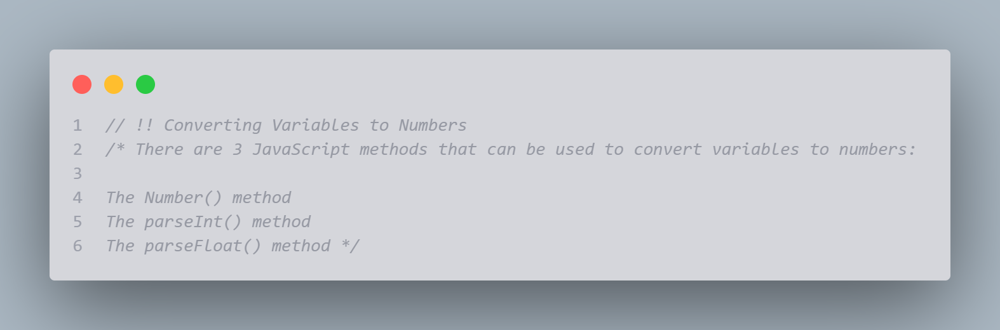 1 // !! Converting Variables to Numbers
2 /* There are 3 JavaScript methods that can be used to convert variables to numbers:
3
4 The Number() method
5 The parseInt() method
6 The parseFloat() method */